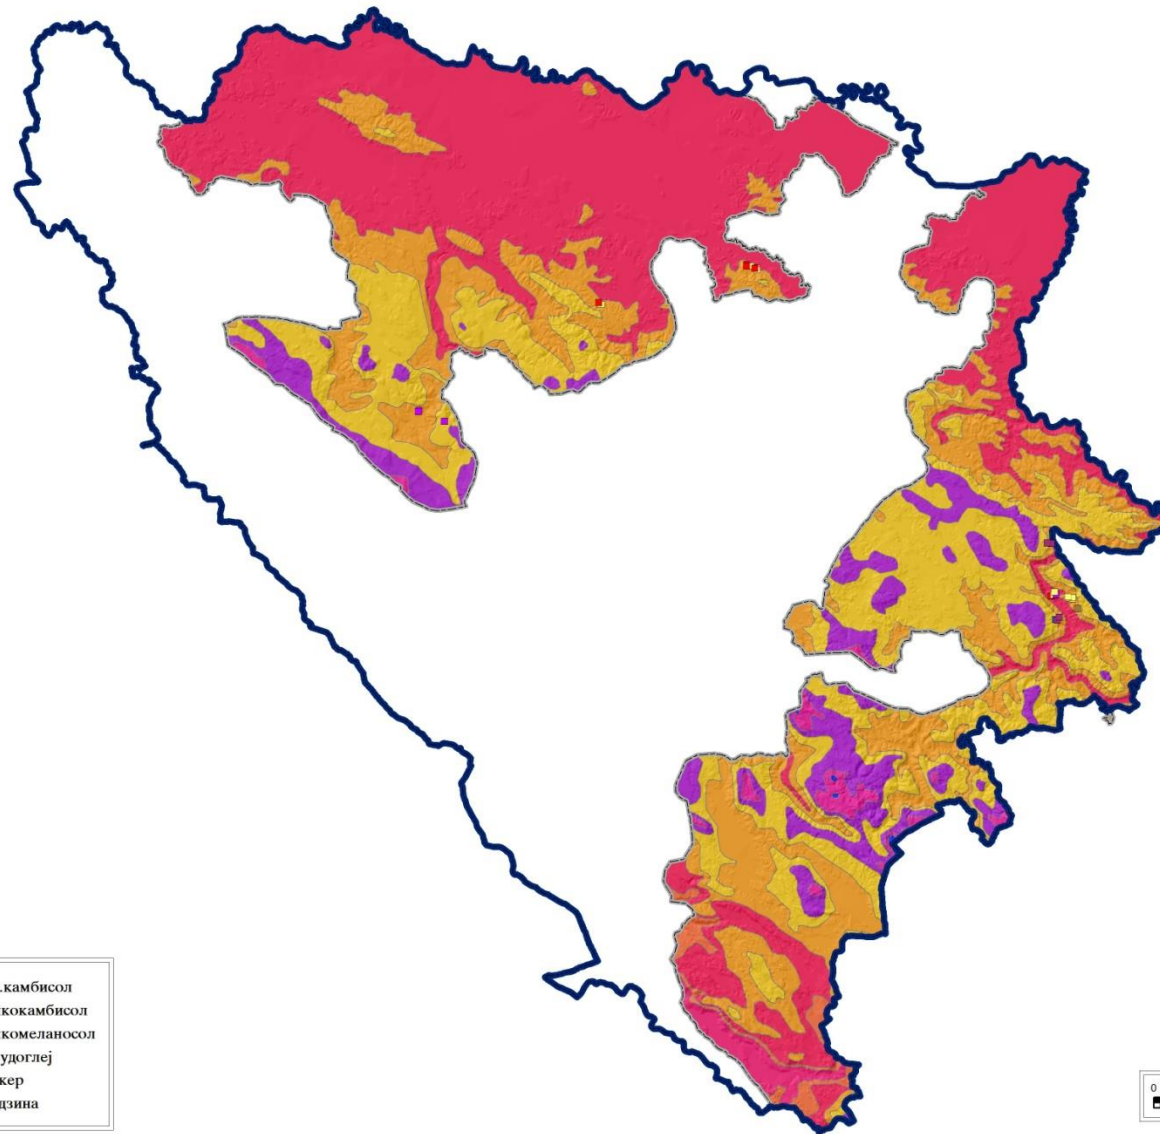 .камбисол
кокамбисол
комеланосол
удоглеј
кер
дзина
0